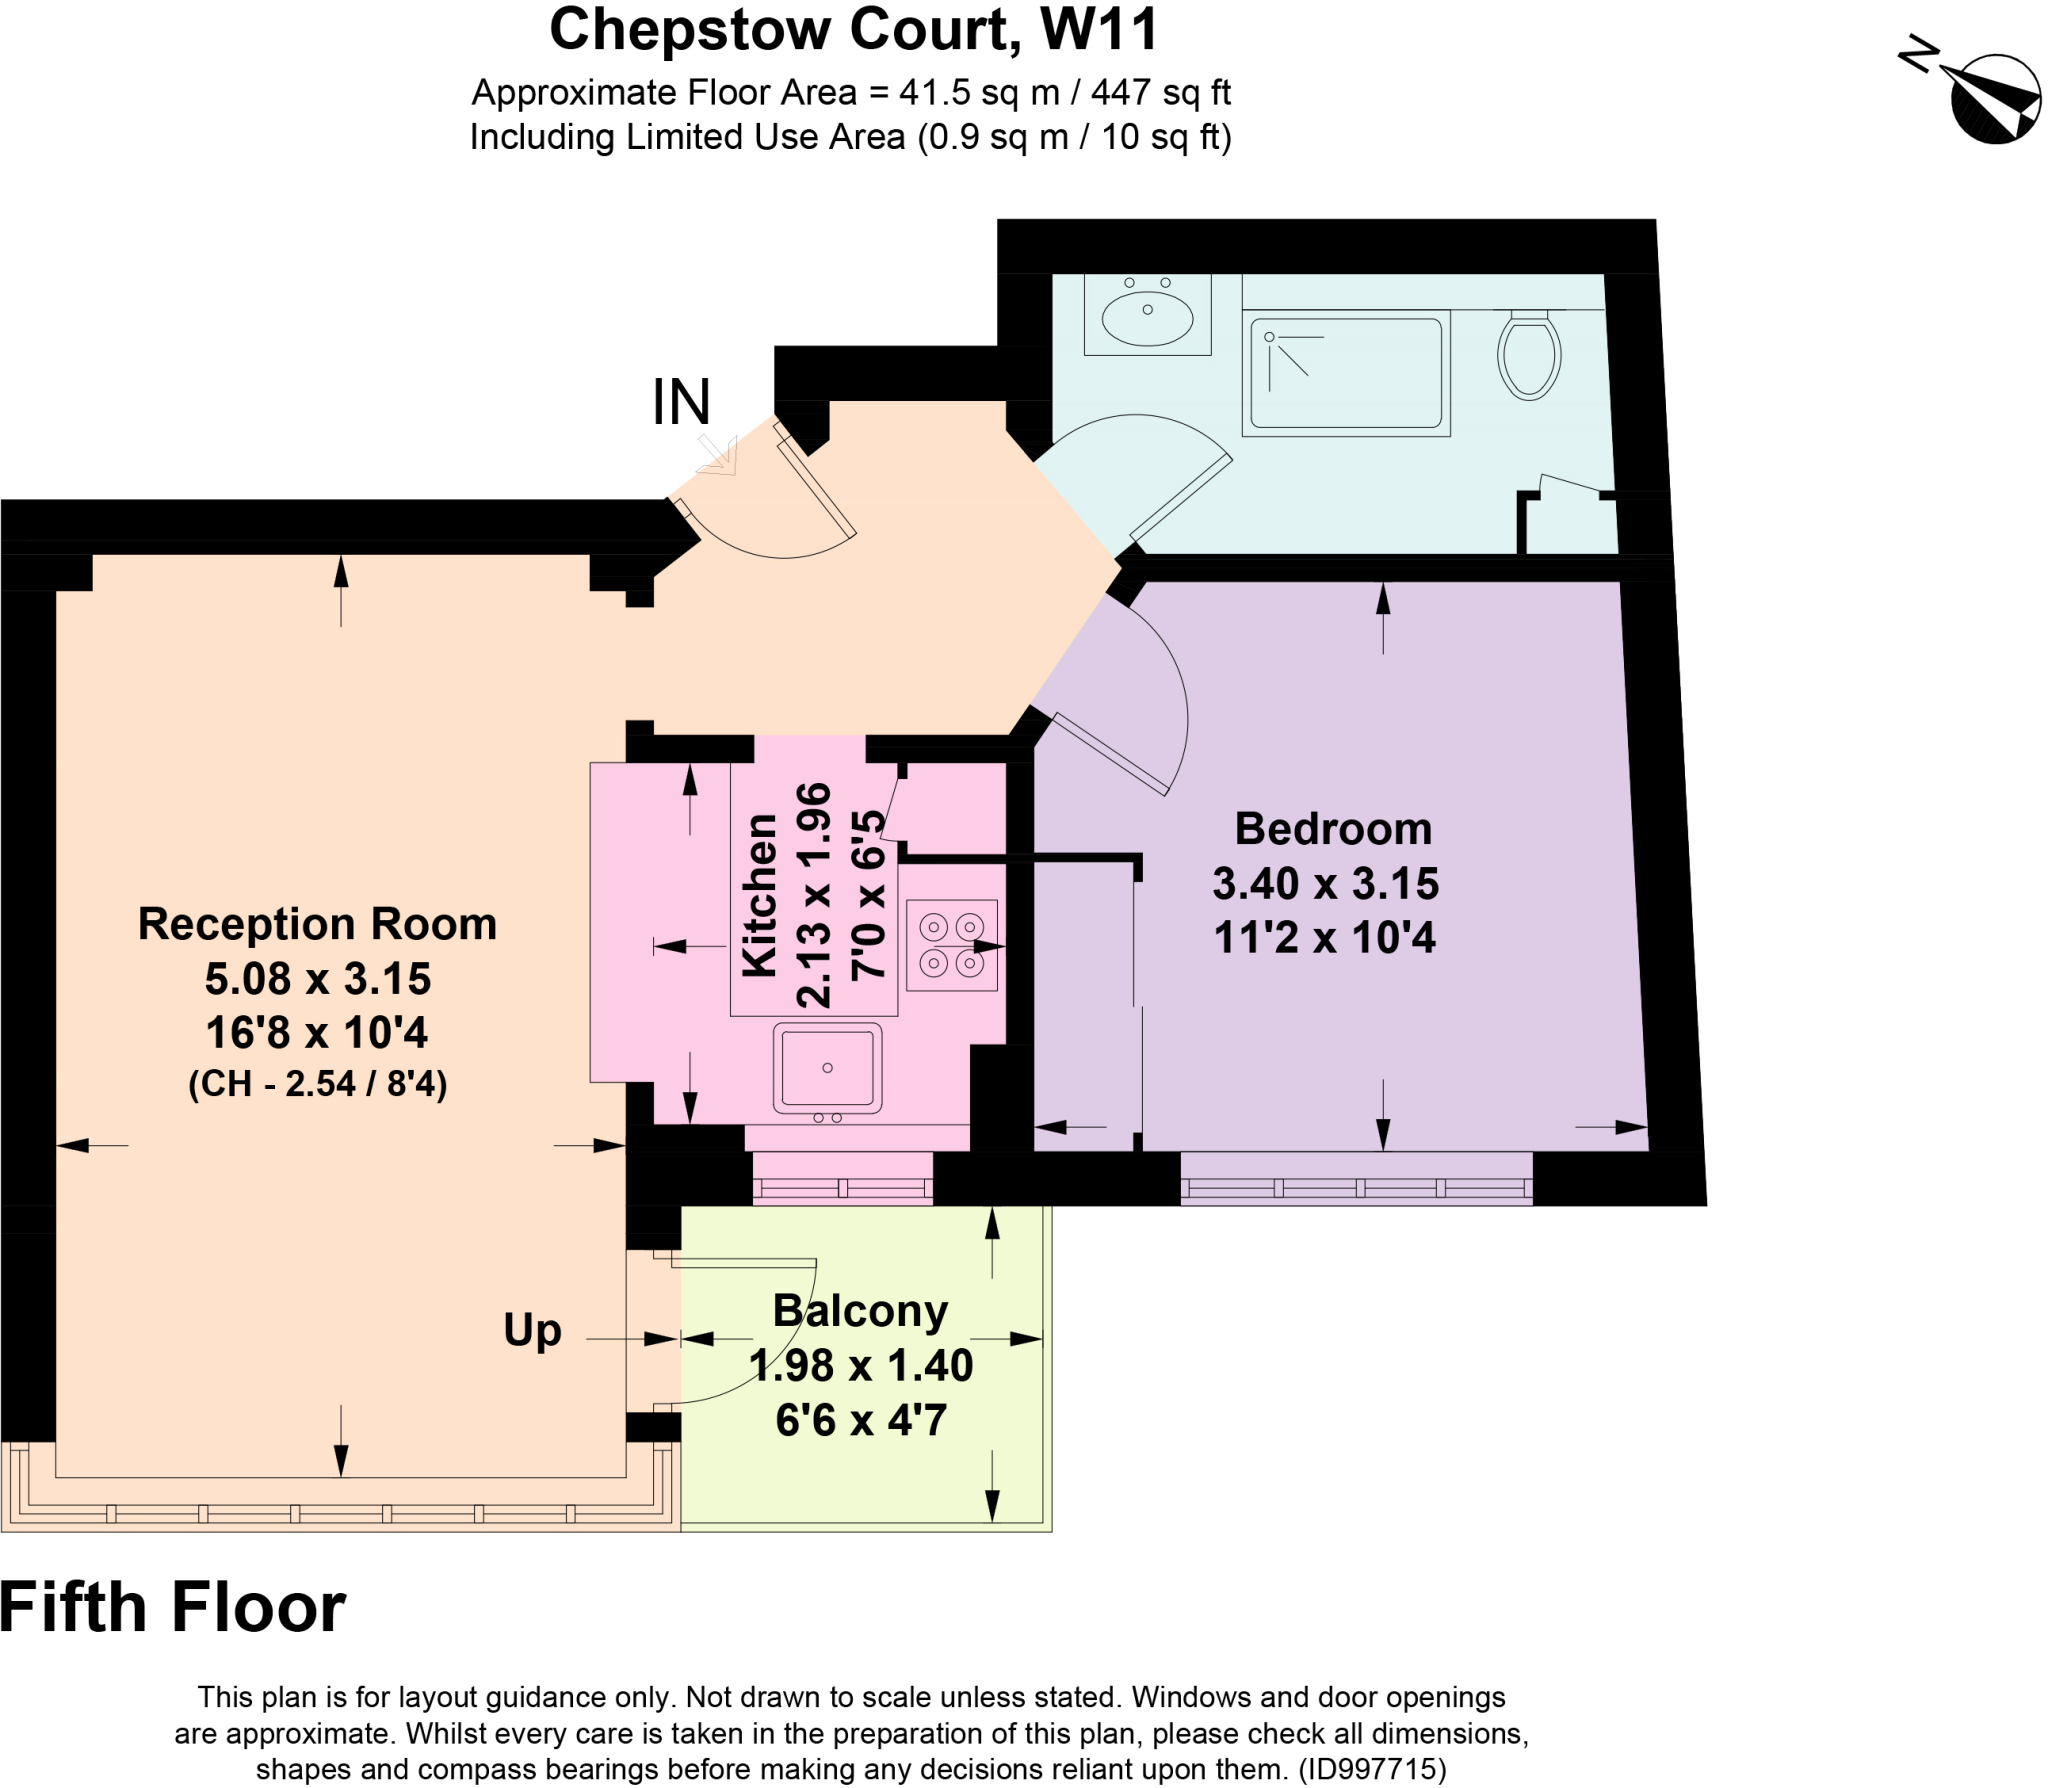 Chepstow Court, W11
Approximate Floor Area = 41.5 sq m / 447 sq ft
Including Limited Use Area (0.9 sq m / 10 sq ft)
N
IN
Kitchen
2.13 x 1.96
7'0 x 6'5
Bedroom
3.40 x 3.15
11'2 x 10'4
Reception Room
5.08 x 3.15
16'8 x 10'4
(CH - 2.54 / 8'4)
Up
Balcony
1.98 x 1.40
6'6 x 4'7
Fifth Floor
This plan is for layout guidance only. Not drawn to scale unless stated. Windows and door openings
are approximate. Whilst every care is taken in the preparation of this plan, please check all dimensions,
shapes and compass bearings before making any decisions reliant upon them. (ID997715)